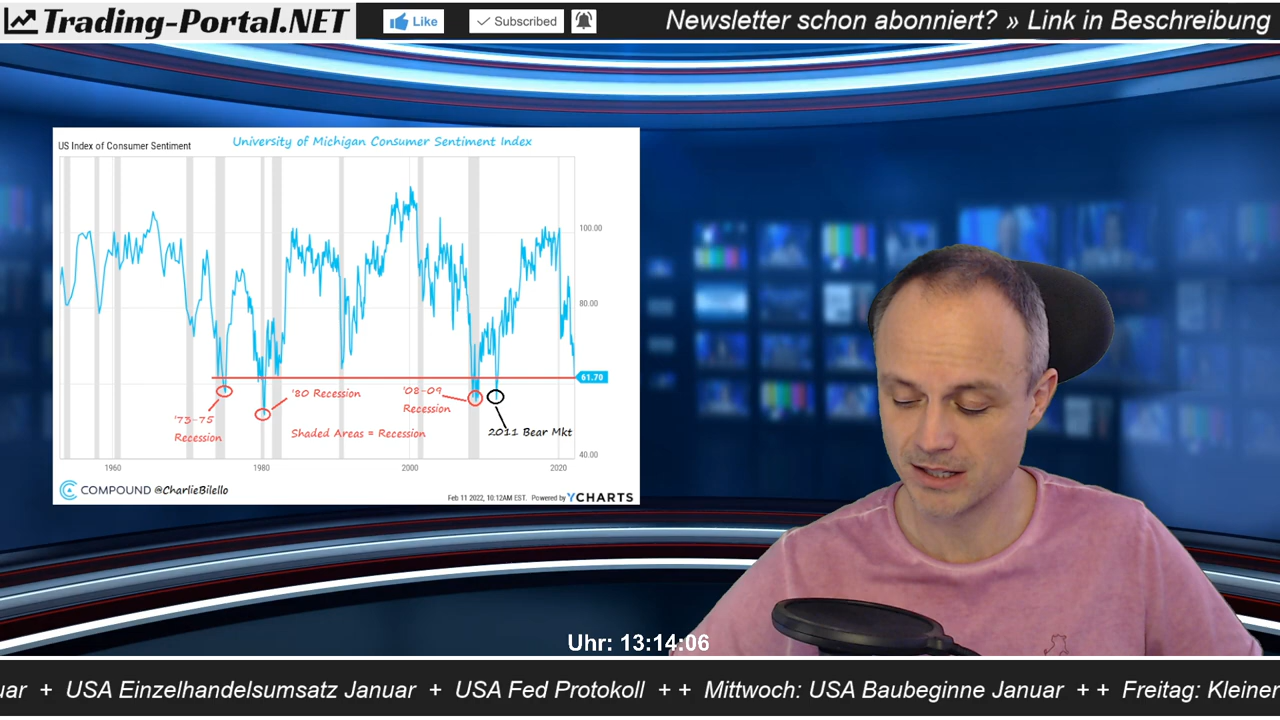 Trading-Portal.NET
Like
Subscribed
Newsletter schon abonniert? » Link in Beschreibung
US Index of Consumer Sentiment
University of Michigan Consumer Sentiment Index
100.00
80.00
61.70
'73-75
Recession
'80 Recession
'08-09
Recession
Shaded Areas = Recession
2011 Bear Mkt
40.00
1960
1980
2000
2020
COMPOUND @CharlieBilello
Feb 11 2022, 10:12AM EST. Powered by YCHARTS
Uhr: 13:14:06
uar + USA Einzelhandelsumsatz Januar + USA Fed Protokoll + + Mittwoch: USA Baubeginne Januar + + Freitag: Kleiner